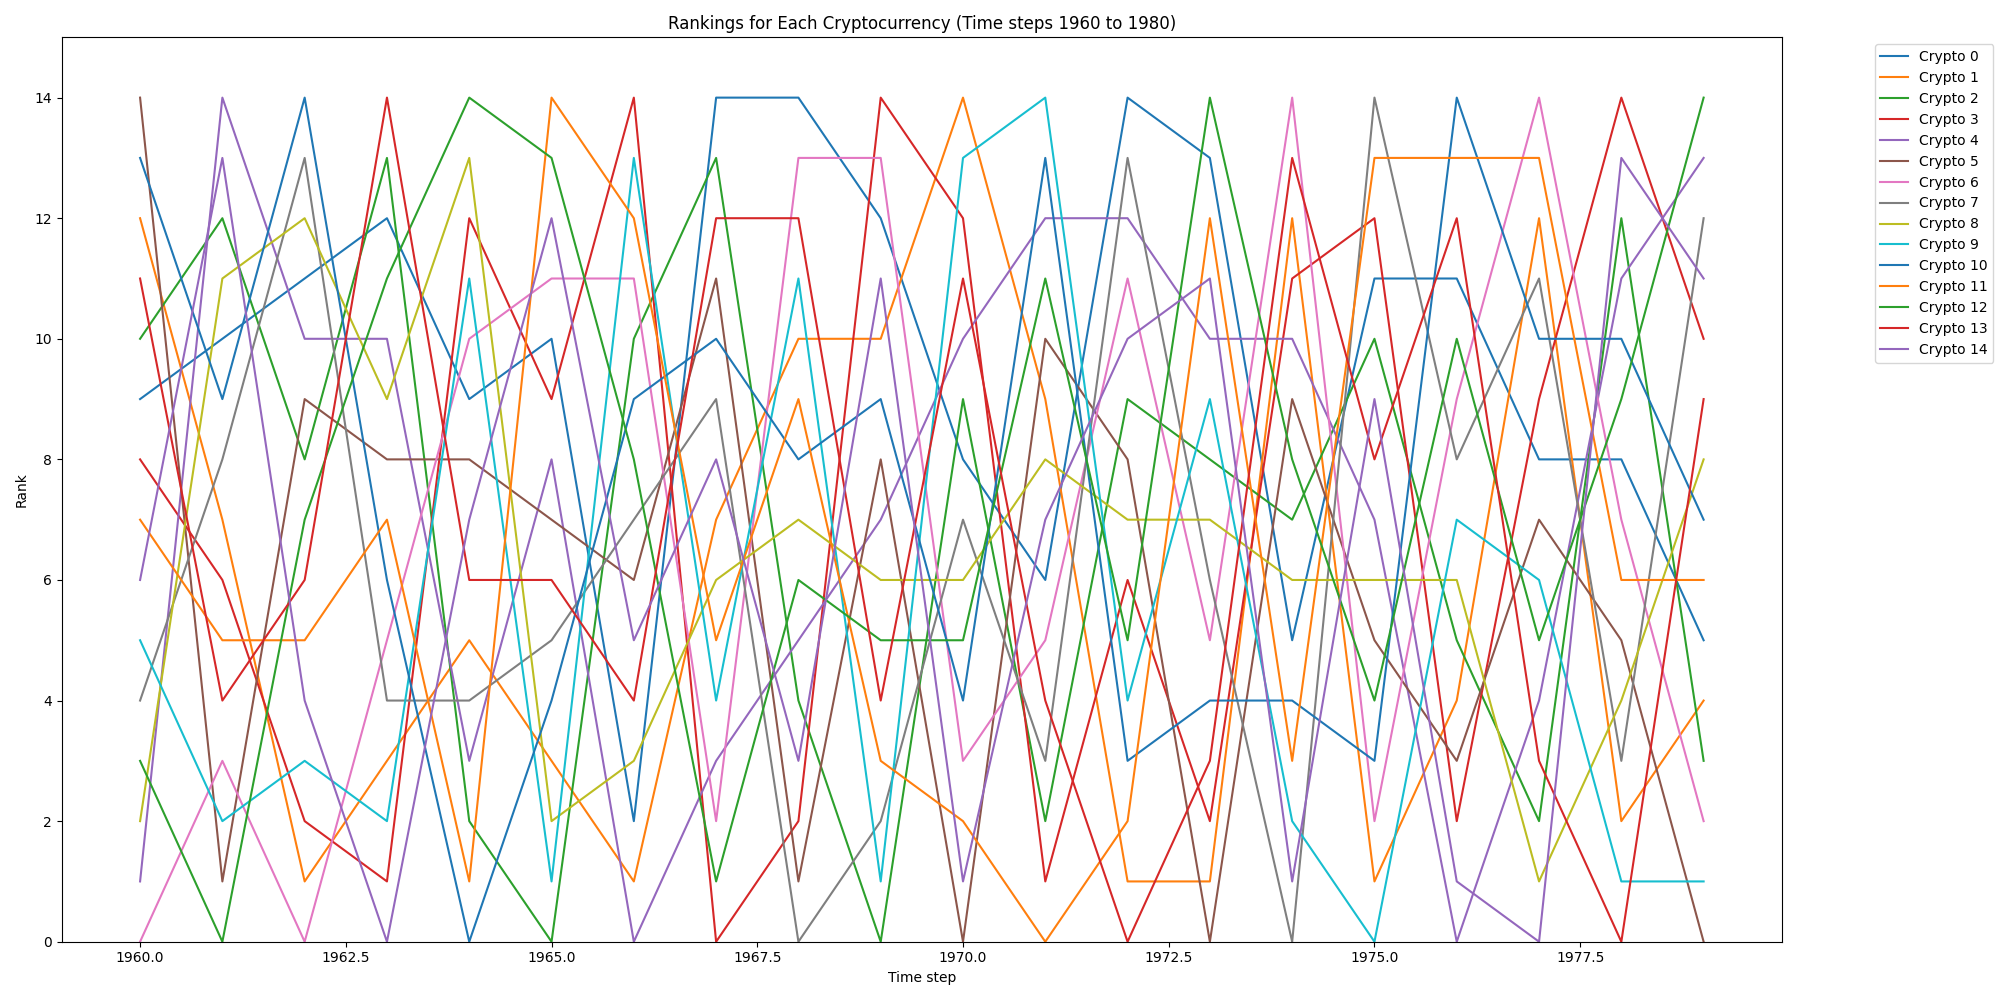 Rankings for Each Cryptocurrency (Time steps 1960 to 1980)
Rank
14
12
10
8
6
4
2
0
1960.0
1962.5
1965.0
1967.5
1970.0
1972.5
1975.0
1977.5
Time step
Crypto 0
Crypto 1
Crypto 2
Crypto 3
Crypto 4
Crypto 5
Crypto 6
Crypto 7
Crypto 8
Crypto 9
Crypto 10
Crypto 11
Crypto 12
Crypto 13
Crypto 14